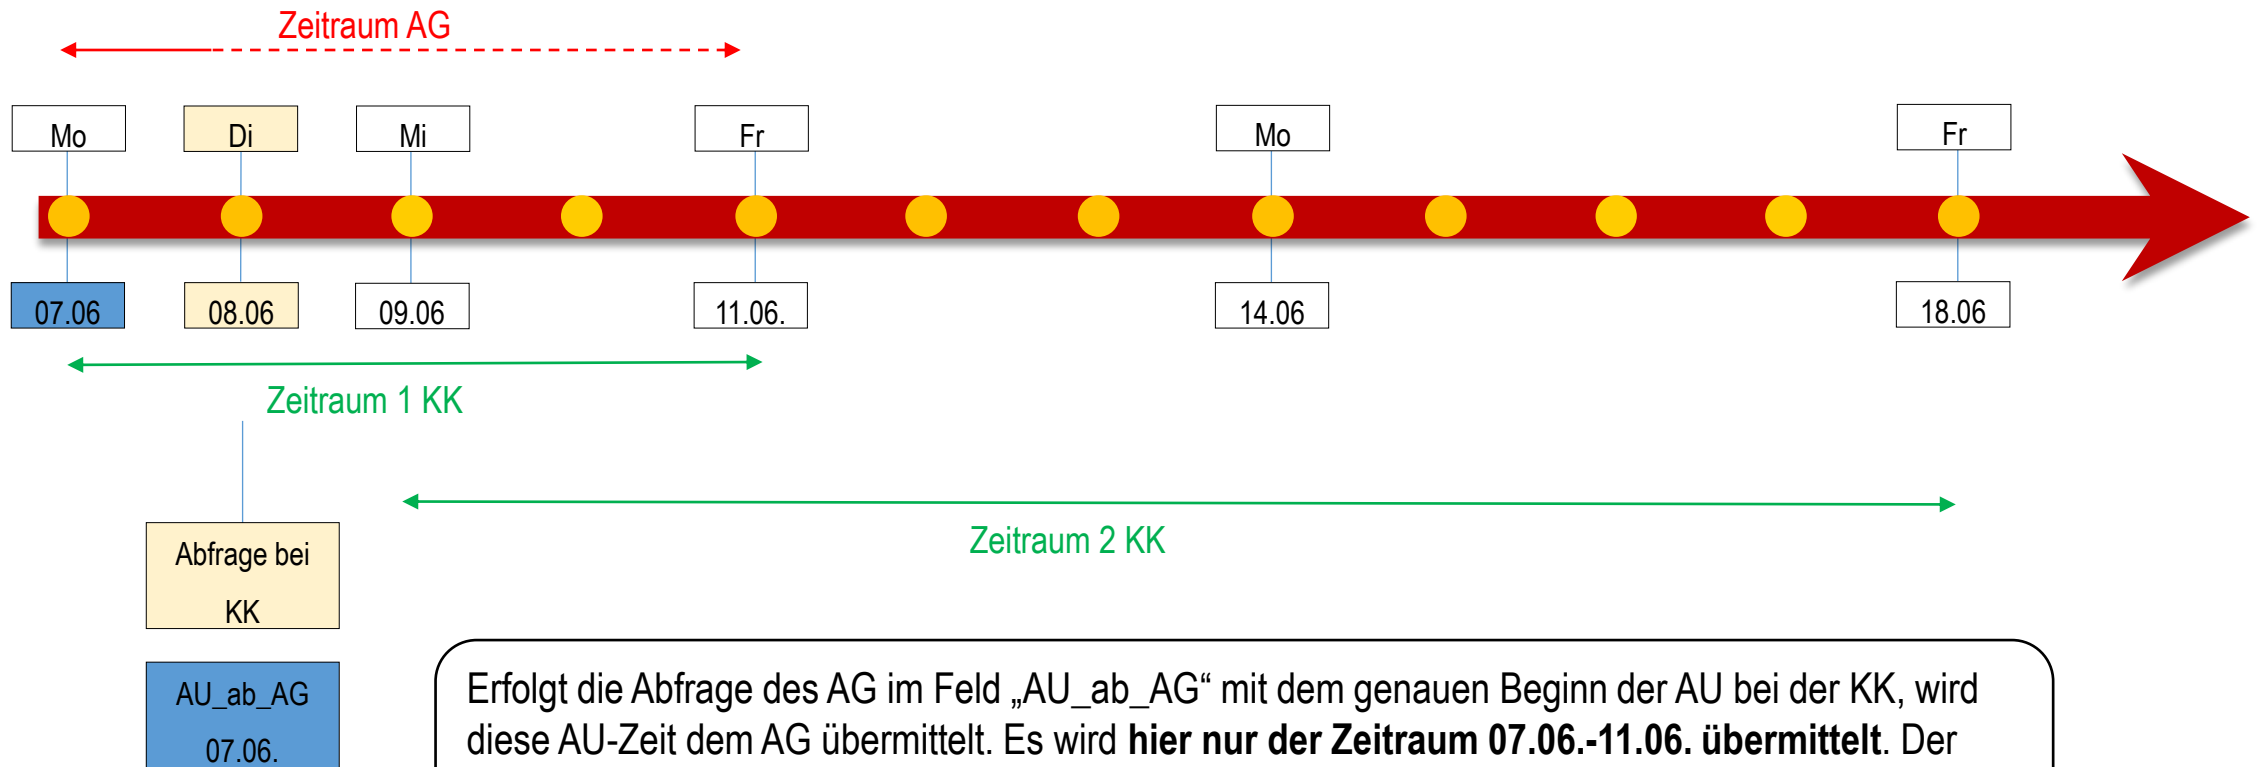 Zeitraum AG
Mo
Di
Mi
Fr
Mo
Fr
07.06
08.06
09.06
11.06.
14.06
18.06
Zeitraum 1 KK
Zeitraum 2 KK
Abfrage bei
KK
AU_ab_AG
07.06.
Erfolgt die Abfrage des AG im Feld „AU_ab_AG“ mit dem genauen Beginn der AU bei der KK, wird
diese AU-Zeit dem AG übermittelt. Es wird hier nur der Zeitraum 07.06.-11.06. übermittelt. Der